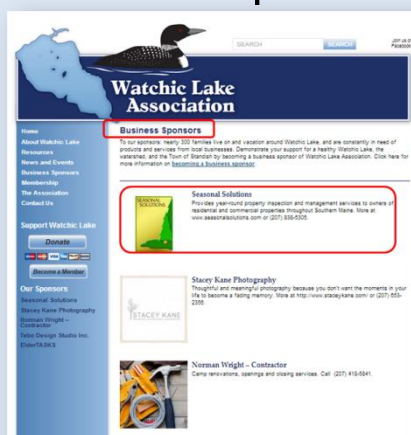 SEARCH
SEARCH
Join us on
Facebook
Watchic Lake
Association
Home
About Watchic Lake
Resources
News and Events
Business Sponsors
Membership
The Association
Contact Us
Support Watchic Lake
Donate
Become a Member
Our Sponsors
Seasonal Solutions
Stacey Kane Photography
Norman Wright –
Contractor
Tebo Design Studio Inc.
ElderTASKS
Business Sponsors
To our sponsors: nearly 300 families live on and vacation around Watchic Lake, and are constantly in need of
products and services from local businesses. Demonstrate your support for a healthy Watchic Lake, the
watershed, and the Town of Standish by becoming a business sponsor of Watchic Lake Association. Click here for
more information on becoming a business sponsor.
SEASONAL
SOLUTIONS
Seasonal Solutions
Provides year-round property inspection and management services to owners of
residential and commercial properties throughout Southern Maine. More at
www.seasonalsolutions.com or (207) 839-5305.
STACEY KANE
Stacey Kane Photography
Thoughtful and meaningful photography because you don't want the moments in your
life to become a fading memory. More at http://www.staceykane.com/ or (207) 653-
2355.
Norman Wright – Contractor
Camp renovations, openings and closing services. Call (207) 415-5841.